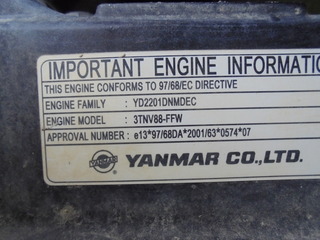 IMPORTANT ENGINE INFORMATIO
THIS ENGINE CONFORMS TO 97/68/EC DIRECTIVE
ENGINE FAMILY : YD2201DNMDEC
ENGINE MODEL : 3TNV88-FFW
APPROVAL NUMBER : e13*97/68DA*2001/63*0574*07
YANMAR CO.,LTD.